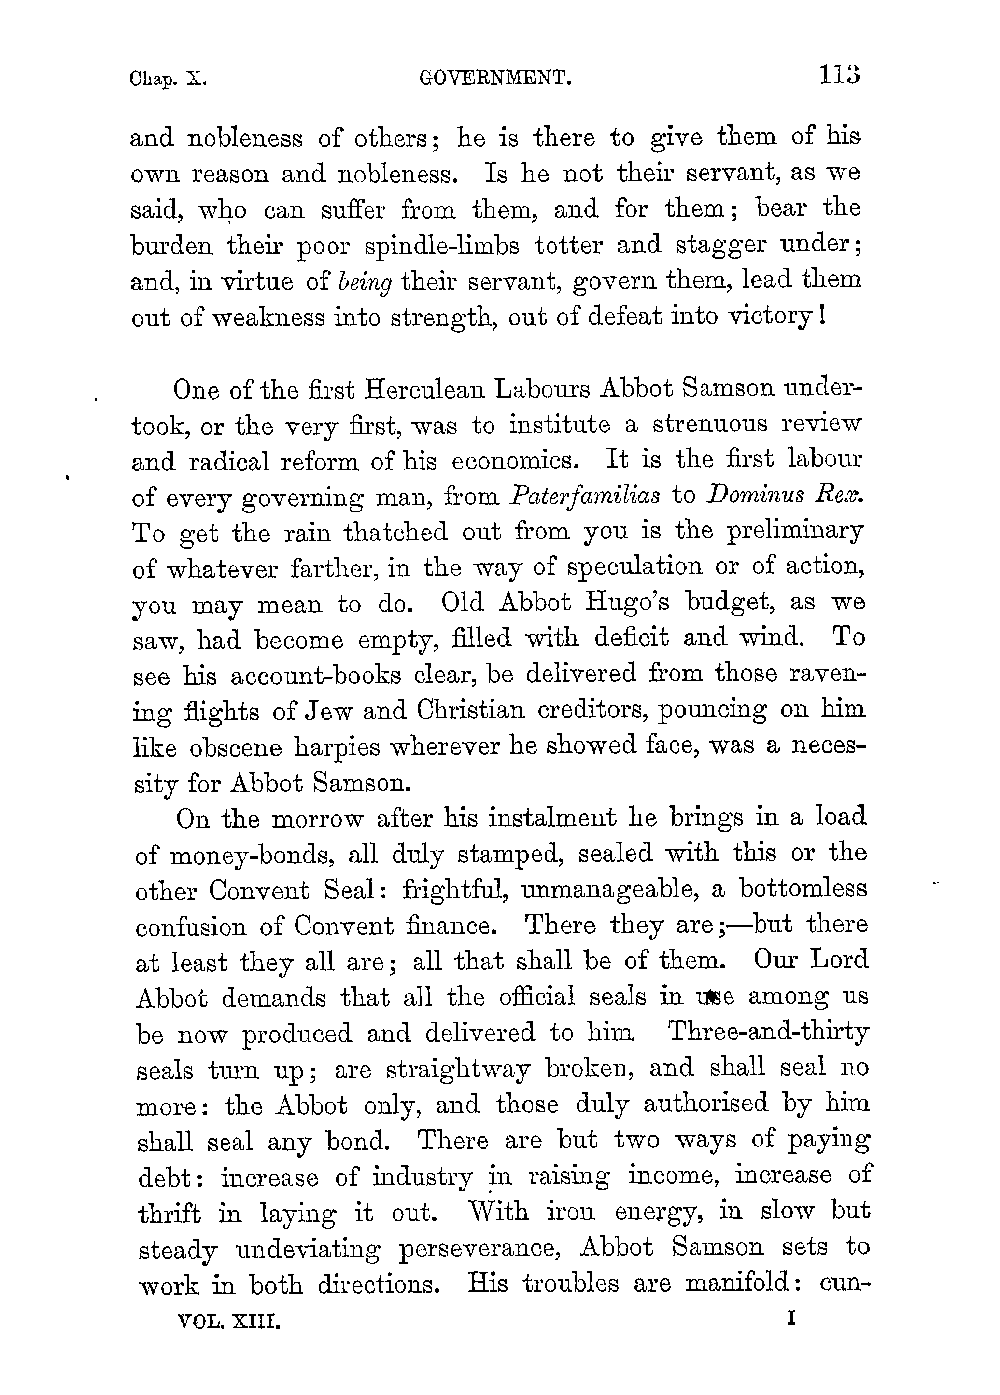 Chap. X. GOVERNMENT. 113
and nobleness of others; he is there to give them of his
own reason and nobleness. Is he not their servant, as we
said, who can suffer from them, and for them; bear the
burden their poor spindle-limbs totter and stagger under;
and, in virtue of being their servant, govern them, lead them
out of weakness into strength, out of defeat into victory!
One of the first Herculean Labours Abbot Samson under-
took, or the very first, was to institute a strenuous review
and radical reform of his economics. It is the first labour
of every governing man, from Paterfamilias to Dominus Rex.
To get the rain thatched out from you is the preliminary
of whatever farther, in the way of speculation or of action,
you may mean to do. Old Abbot Hugo's budget, as we
saw, had become empty, filled with deficit and wind. To
see his account-books clear, be delivered from those raven-
ing flights of Jew and Christian creditors, pouncing on him
like obscene harpies wherever he showed face, was a neces-
sity for Abbot Samson.
On the morrow after his instalment he brings in a load
of money-bonds, all duly stamped, sealed with this or the
other Convent Seal: frightful, unmanageable, a bottomless
confusion of Convent finance. There they are;—but there
at least they all are; all that shall be of them. Our Lord
Abbot demands that all the official seals in use among us
be now produced and delivered to him Three-and-thirty
seals turn up; are straightway broken, and shall seal no
more: the Abbot only, and those duly authorised by him
shall seal any bond. There are but two ways of paying
debt: increase of industry in raising income, increase of
thrift in laying it out. With iron energy, in slow but
steady undeviating perseverance, Abbot Samson sets to
work in both directions. His troubles are manifold: cun-
VOL. XIII. I